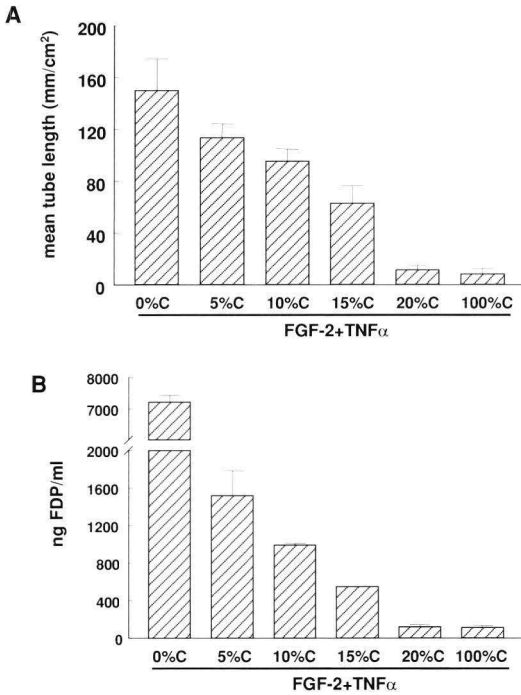 A
mean tube length (mm/cm²)
200
160
120
80
40
0
0%C 5%C 10%C 15%C 20%C 100%C
FGF-2+TNFα
B
ng FDP/ml
8000
7000
2000
1600
1200
800
400
0
0%C 5%C 10%C 15%C 20%C 100%C
FGF-2+TNFα